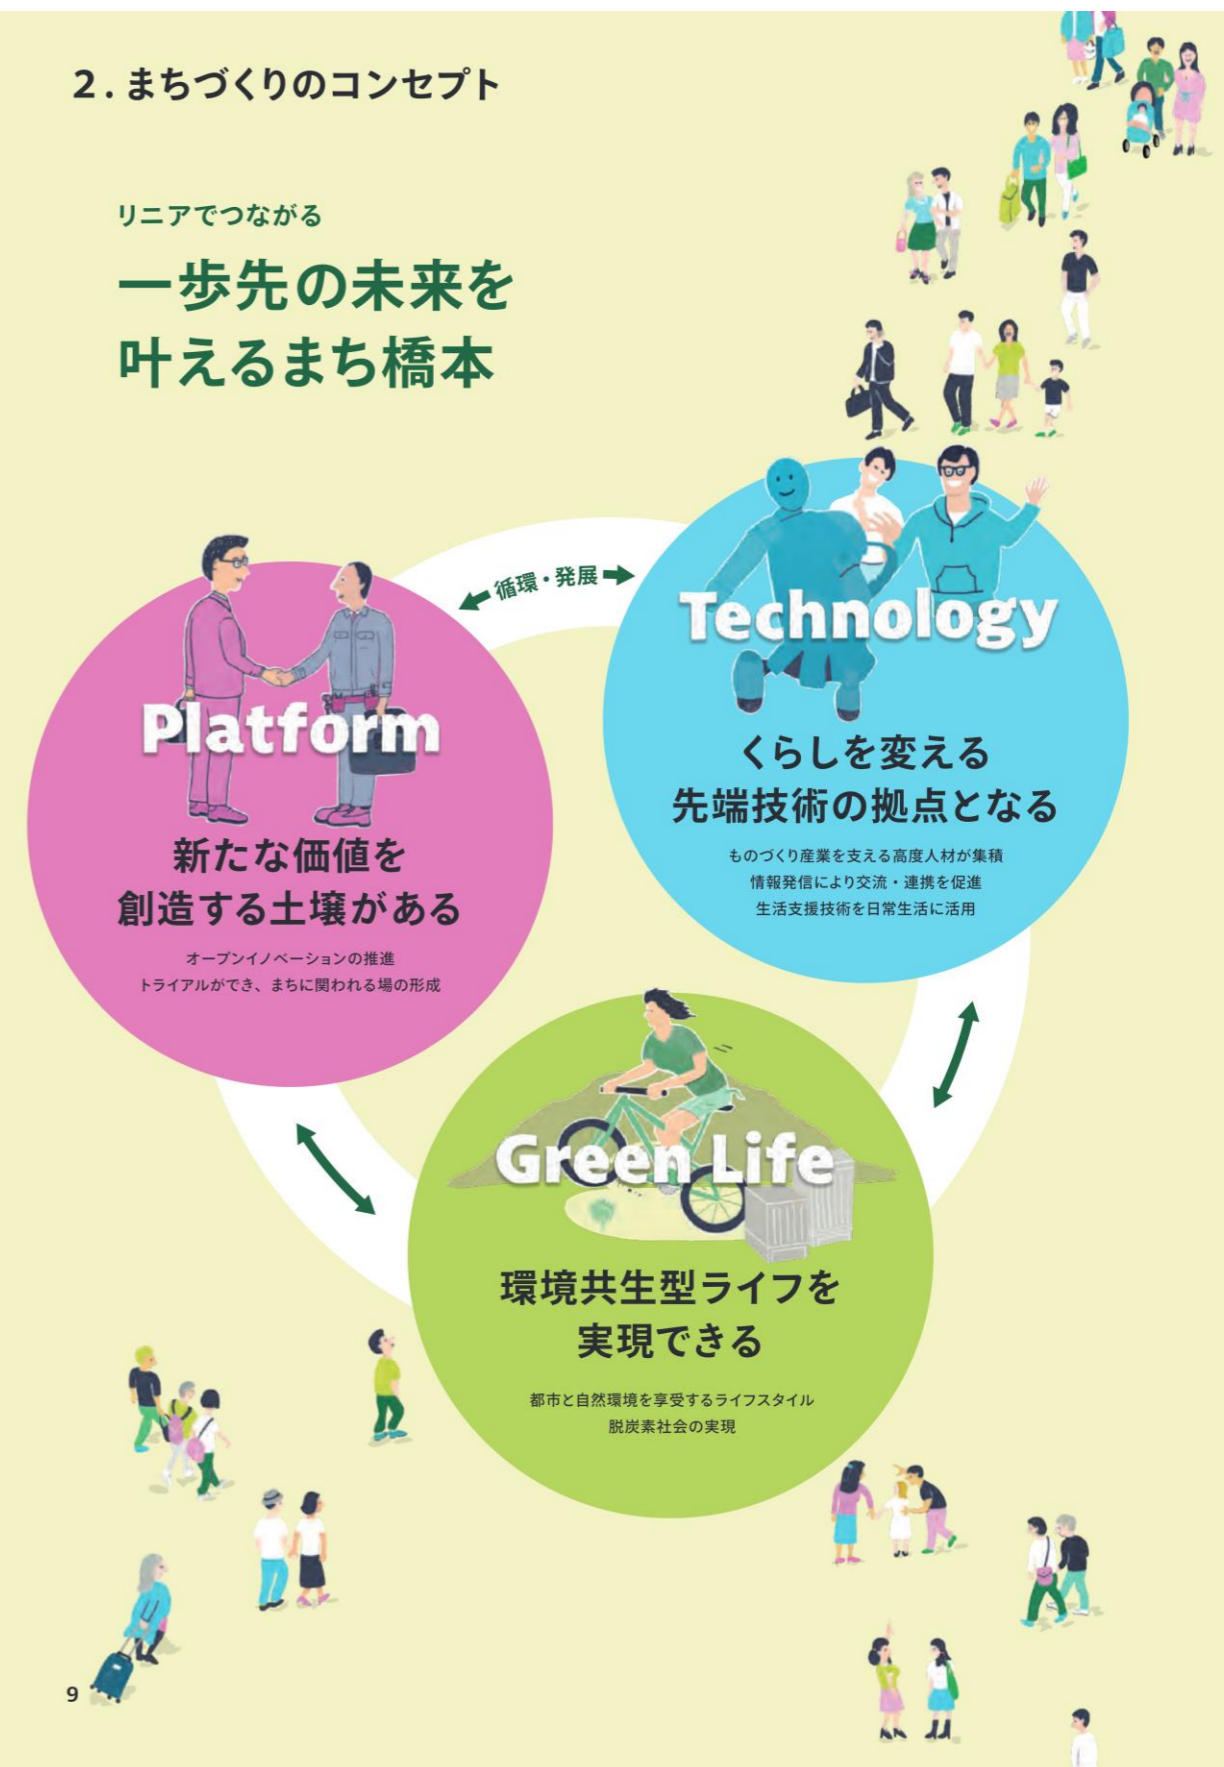 2. まちづくりのコンセプト
リニアでつながる
一歩先の未来を
叶えるまち橋本
循環・発展
Technology
くらしを変える
先端技術の拠点となる
ものづくり産業を支える高度人材が集積
情報発信により交流・連携を促進
生活支援技術を日常生活に活用
Platform
新たな価値を
創造する土壌がある
オープンイノベーションの推進
トライアルができ、まちに関われる場の形成
Green Life
環境共生型ライフを
実現できる
都市と自然環境を享受するライフスタイル
脱炭素社会の実現
9